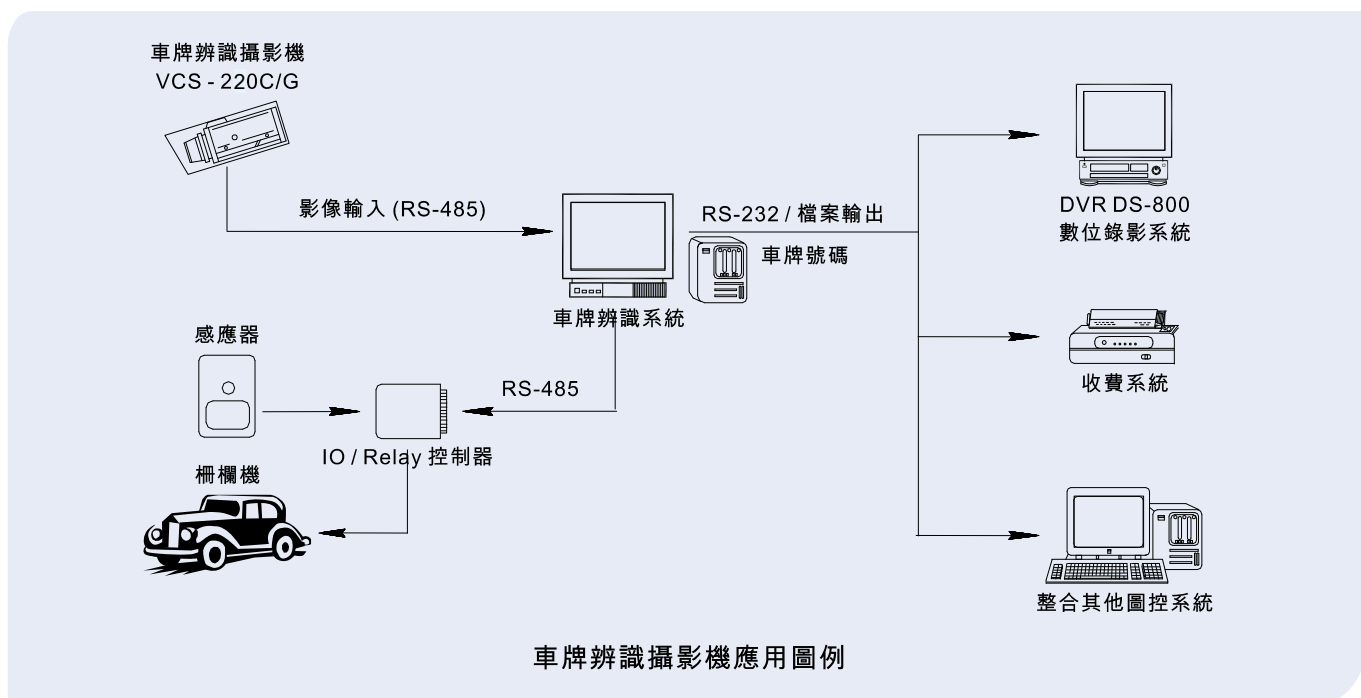 車牌辨識攝影機
VCS - 220C/G
影像輸入 (RS-485)
RS-232 / 檔案輸出
車牌號碼
車牌辨識系統
DVR DS-800
數位錄影系統
感應器
RS-485
收費系統
IO / Relay 控制器
柵欄機
整合其他圖控系統
車牌辨識攝影機應用圖例